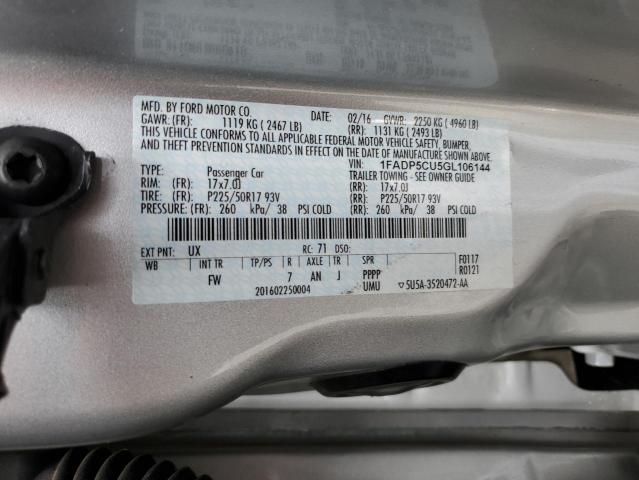 MFD. BY FORD MOTOR CO. DATE: 02/16 GVWR: 2250 KG ( 4960 LB)
GAWR: (FR): 1119 KG ( 2467 LB) (RR): 1131 KG ( 2493 LB)
THIS VEHICLE CONFORMS TO ALL APPLICABLE FEDERAL MOTOR VEHICLE SAFETY, BUMPER,
AND THEFT PREVENTION STANDARDS IN EFFECT ON THE DATE OF MANUFACTURE SHOWN ABOVE.
VIN: 1FADP5CU5GL106144
TYPE: Passenger Car TRAILER TOWING - SEE OWNER GUIDE
RIM: (FR): 17x7.0J (RR): 17x7.0J
TIRE: (FR): P225/50R17 93V (RR): P225/50R17 93V
PRESSURE: (FR): 260 kPa/ 38 PSI COLD (RR): 260 kPa/ 38 PSI COLD
EXT PNT: UX RC: 71 DSO: F0117
WB INT TR TP/PS R AXLE TR SPR R0121
FW 7 AN J PPPP
201602250004 UMU ▽5U5A-3520472-AA